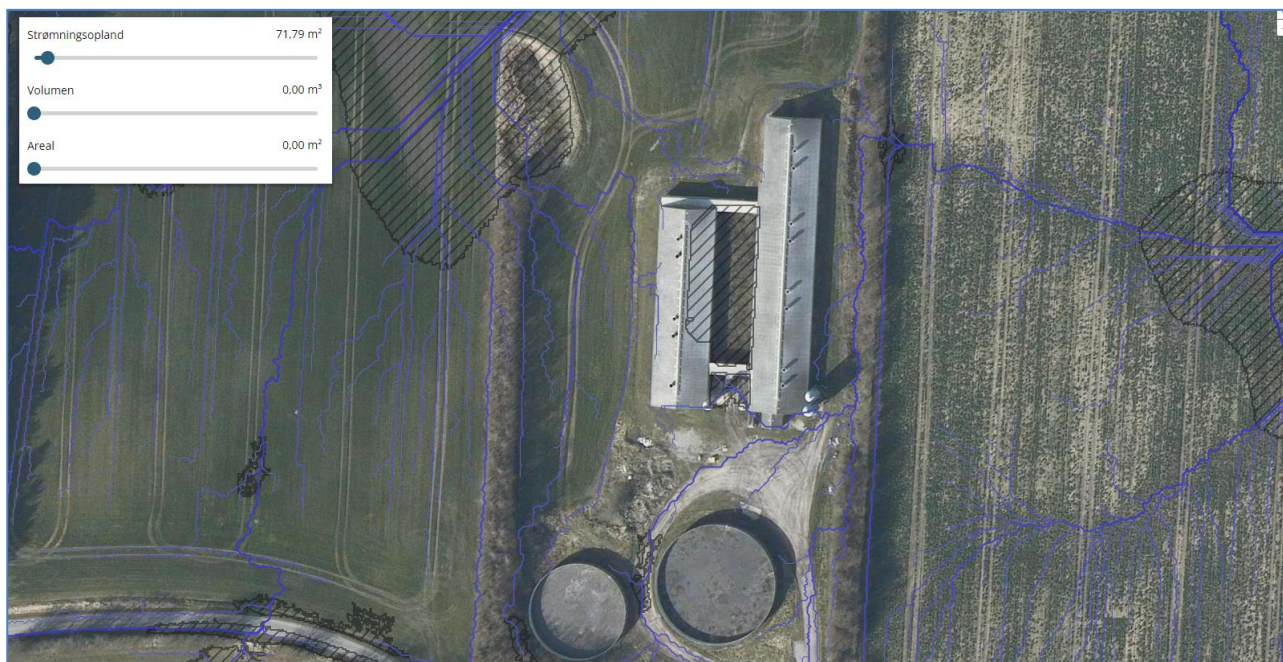 Strømningsopland 71,79 m²
Volumen 0,00 m³
Areal 0,00 m²